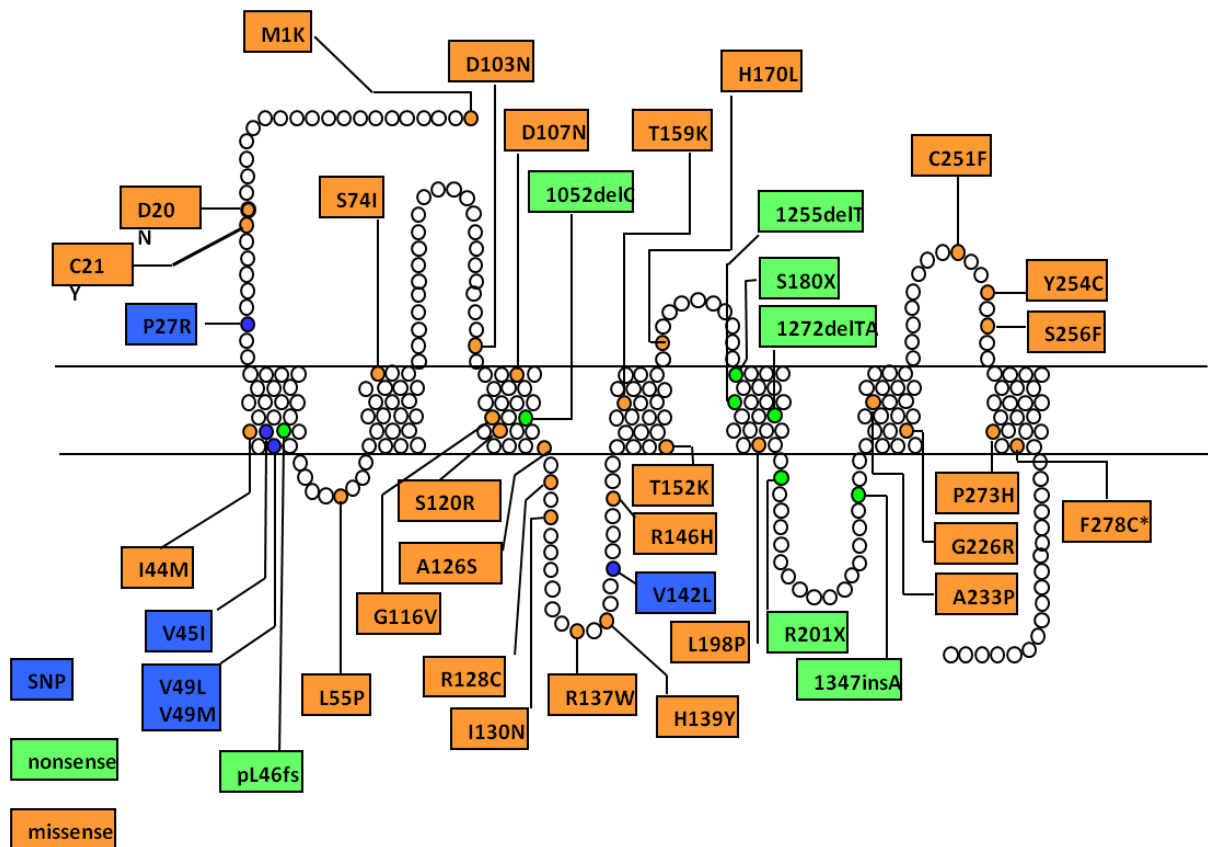 M1K
D103N
H170L
D107N
T159K
C251F
S74I
1052delC
D20
N
1255delT
C21
Y
S180X
Y254C
P27R
1272delTA
S256F
T152K
P273H
S120R
F278C*
R146H
G226R
I44M
A126S
V142L
A233P
G116V
V45I
L198P
R201X
SNP
V49L
V49M
L55P
R128C
R137W
H139Y
1347insA
I130N
nonsense
pL46fs
missense